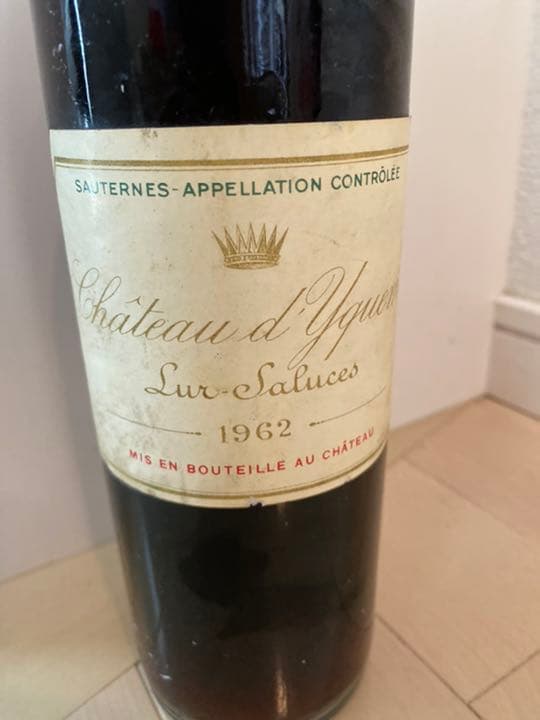 SAUTERNES-APPELLATION CONTRÔLÉE
Château d'Yquem
Lur-Saluces
1962
MIS EN BOUTEILLE AU CHÂTEAU